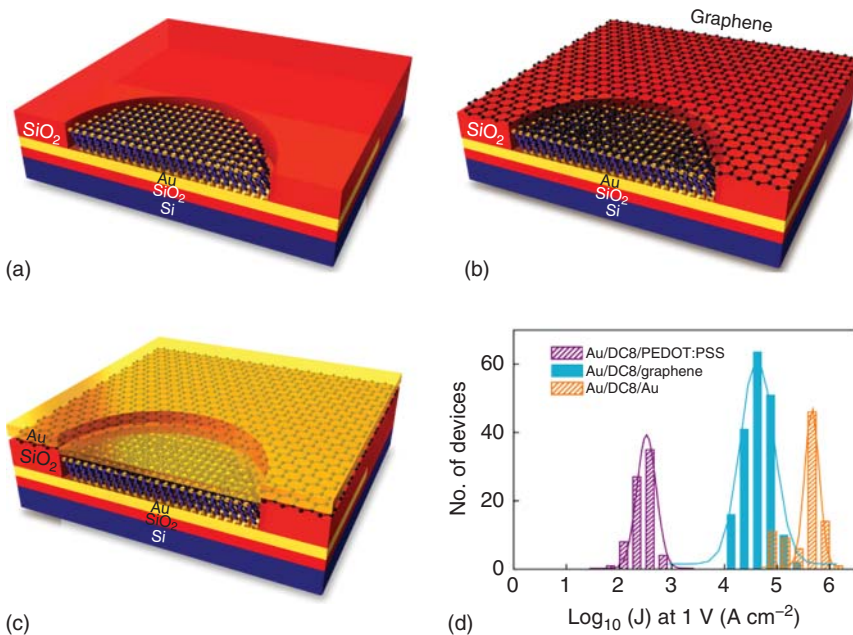 Graphene
SiO₂
Au
SiO₂
Si
(a)
SiO₂
Au
SiO₂
Si
(b)
Au
SiO₂
Au
SiO₂
Si
(c)
No. of devices
60
40
20
0
Au/DC8/PEDOT:PSS
Au/DC8/graphene
Au/DC8/Au
0 1 2 3 4 5 6
Log₁₀ (J) at 1 V (A cm⁻²)
(d)